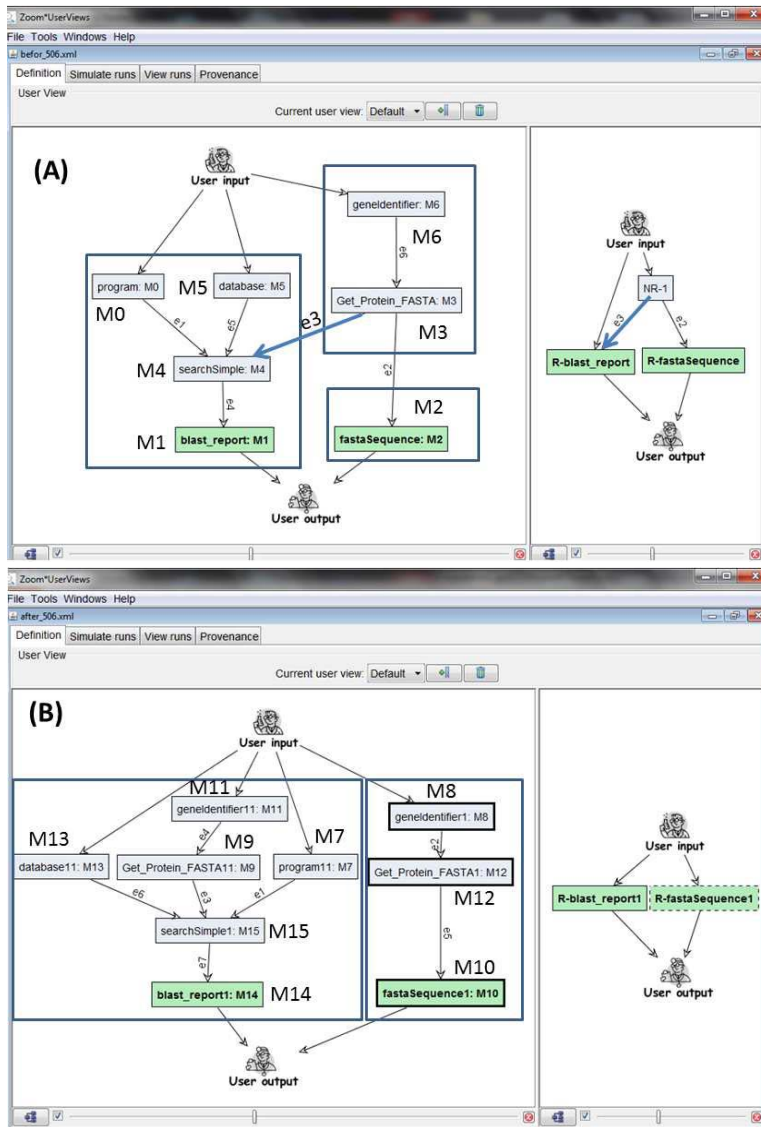 Zoom*UserViews
File Tools Windows Help
befor_506.xml
Definition Simulate runs View runs Provenance
User View
Current user view: Default
(A)
User input
geneIdentifier: M6
M6
e6
program: M0
M0
M5
database: M5
Get_Protein_FASTA: M3
M3
e1
e5
e3
e2
M4
searchSimple: M4
e4
M2
M1
blast_report: M1
fastaSequence: M2
User output
User input
NR-1
e3
e2
R-blast_report
R-fastaSequence
User output
Zoom*UserViews
File Tools Windows Help
after_506.xml
Definition Simulate runs View runs Provenance
User View
Current user view: Default
(B)
User input
M11
geneIdentifier11: M11
M8
geneIdentifier1: M8
e4
e2
M13
M9
M7
database11: M13
Get_Protein_FASTA11: M9
program11: M7
Get_Protein_FASTA1: M12
M12
e6
e3
e1
searchSimple1: M15
M15
e5
e7
M10
blast_report1: M14
M14
fastaSequence1: M10
User output
User input
R-blast_report1
R-fastaSequence1
User output